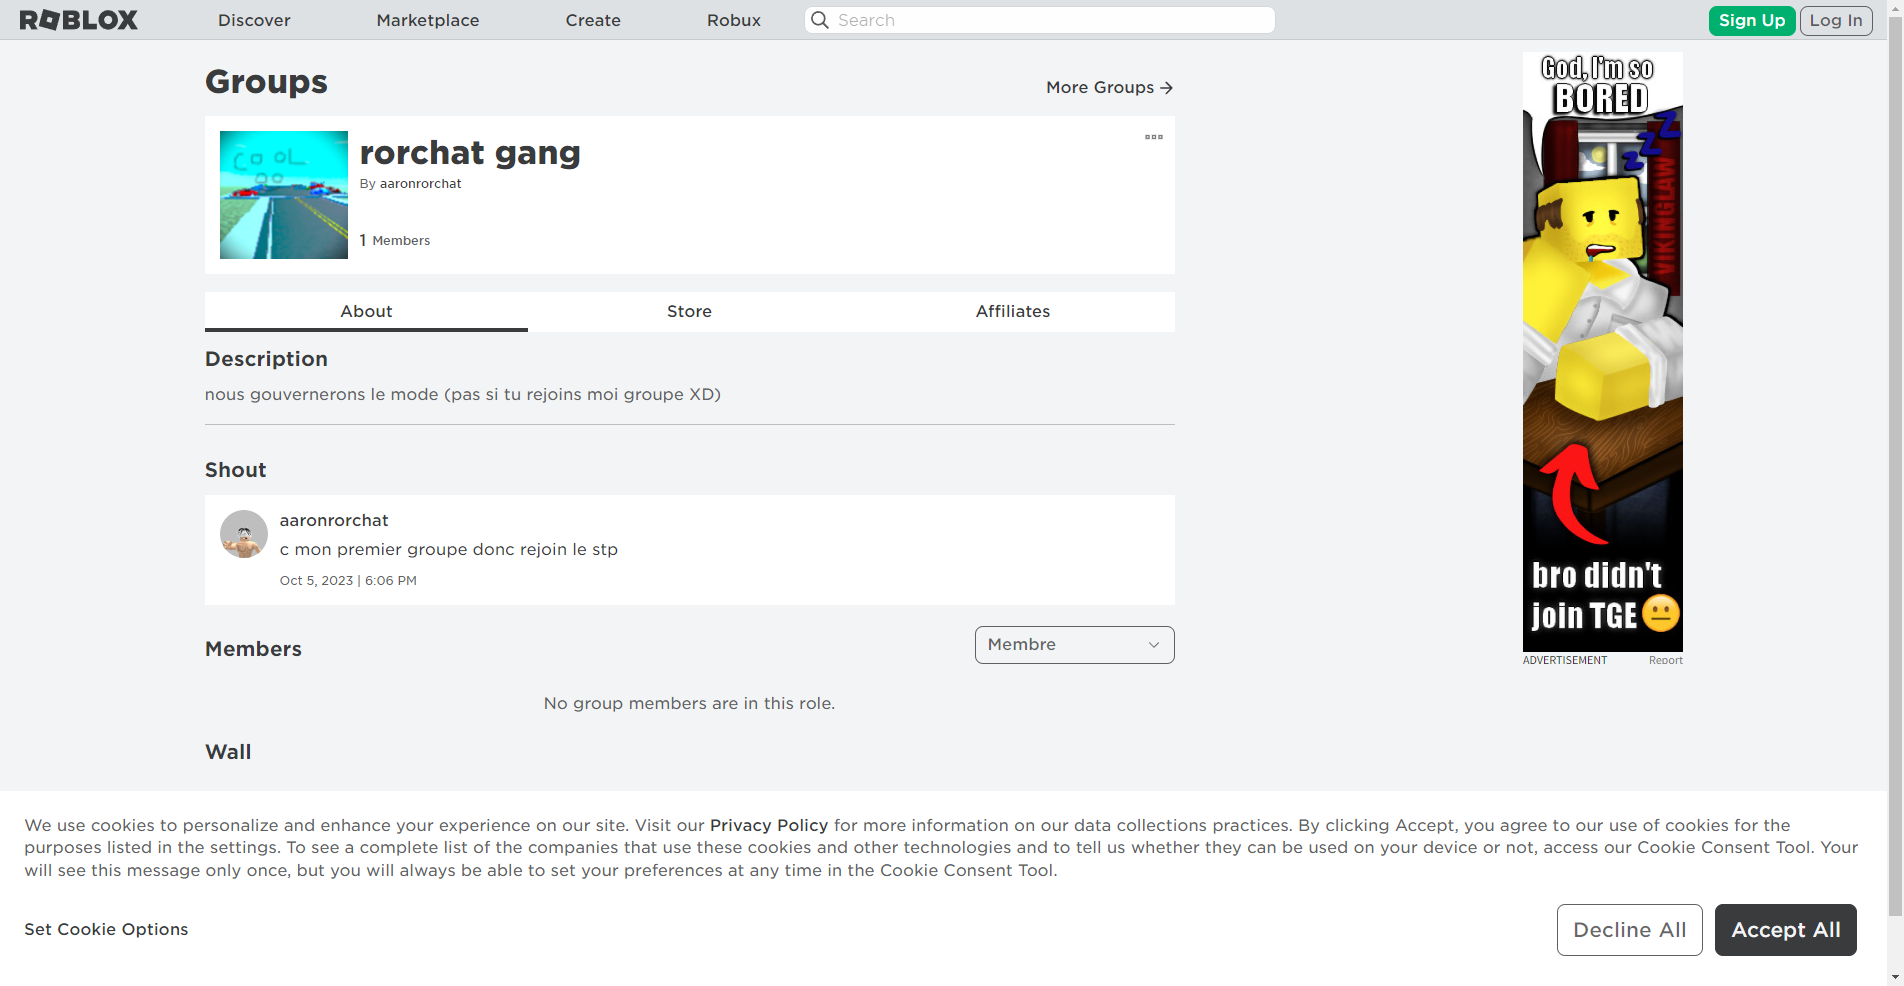 ROBLOX
Discover
Marketplace
Create
Robux
Search
Sign Up
Log In
Groups
More Groups
CooL
rorchat gang
By aaronrorchat
1 Members
About
Store
Affiliates
Description
nous gouvernerons le mode (pas si tu rejoins moi groupe XD)
Shout
aaronrorchat
c mon premier groupe donc rejoin le stp
Oct 5, 2023 | 6:06 PM
Members
Membre
No group members are in this role.
Wall
God, I'm so
BORED
zzZ
VIKINGLAW
bro didn't
join TGE
ADVERTISEMENT
Report
We use cookies to personalize and enhance your experience on our site. Visit our Privacy Policy for more information on our data collections practices. By clicking Accept, you agree to our use of cookies for the
purposes listed in the settings. To see a complete list of the companies that use these cookies and other technologies and to tell us whether they can be used on your device or not, access our Cookie Consent Tool. Your
will see this message only once, but you will always be able to set your preferences at any time in the Cookie Consent Tool.
Set Cookie Options
Decline All
Accept All